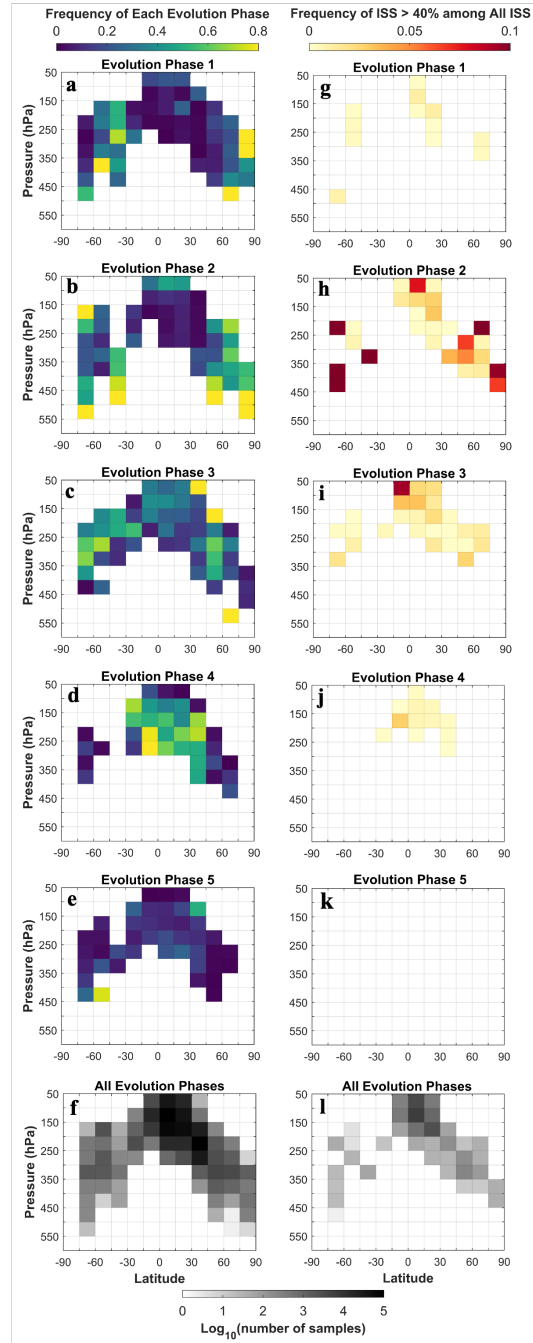 Frequency of Each Evolution Phase
Frequency of ISS > 40% among All ISS
0 0.2 0.4 0.6 0.8
0 0.05 0.1
Evolution Phase 1
a
50
150
250
350
450
550
Pressure (hPa)
-90 -60 -30 0 30 60 90
Evolution Phase 1
g
50
150
250
350
450
550
-90 -60 -30 0 30 60 90
Evolution Phase 2
b
50
150
250
350
450
550
Pressure (hPa)
-90 -60 -30 0 30 60 90
Evolution Phase 2
h
50
150
250
350
450
550
-90 -60 -30 0 30 60 90
Evolution Phase 3
c
50
150
250
350
450
550
Pressure (hPa)
-90 -60 -30 0 30 60 90
Evolution Phase 3
i
50
150
250
350
450
550
-90 -60 -30 0 30 60 90
Evolution Phase 4
d
50
150
250
350
450
550
Pressure (hPa)
-90 -60 -30 0 30 60 90
Evolution Phase 4
j
50
150
250
350
450
550
-90 -60 -30 0 30 60 90
Evolution Phase 5
e
50
150
250
350
450
550
Pressure (hPa)
-90 -60 -30 0 30 60 90
Evolution Phase 5
k
50
150
250
350
450
550
-90 -60 -30 0 30 60 90
All Evolution Phases
f
50
150
250
350
450
550
Pressure (hPa)
-90 -60 -30 0 30 60 90
Latitude
All Evolution Phases
l
50
150
250
350
450
550
-90 -60 -30 0 30 60 90
Latitude
0 1 2 3 4 5
Log10(number of samples)